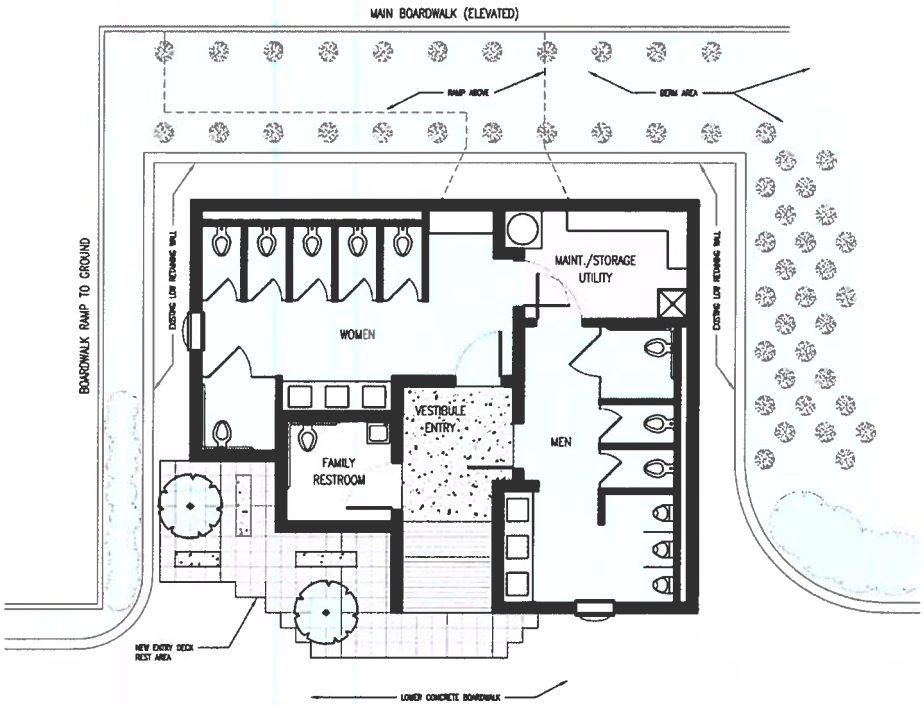 MAIN BOARDWALK (ELEVATED)
RAMP ABOVE
BERM AREA
BOARDWALK RAMP TO GROUND
EXISTING LOW RETAINING WALL
EXISTING LOW RETAINING WALL
MAINT./STORAGE
UTILITY
WOMEN
VESTIBULE
ENTRY
MEN
FAMILY
RESTROOM
NEW ENTRY DECK
REST AREA
LOWER CONCRETE BOARDWALK